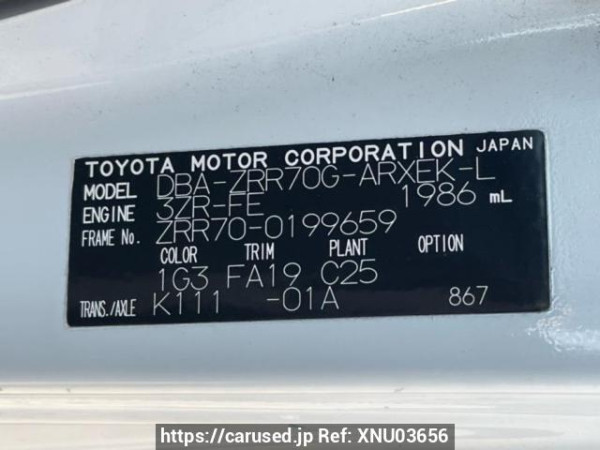 TOYOTA MOTOR CORPORATION JAPAN
MODEL DBA-ZRR70G-ARXEK-L
ENGINE 3ZR-FE 1986 mL
FRAME No. ZRR70-0199659
COLOR TRIM PLANT OPTION
1G3 FA19 C25
TRANS./AXLE K111 -01A 867
https://carused.jp Ref: XNU03656